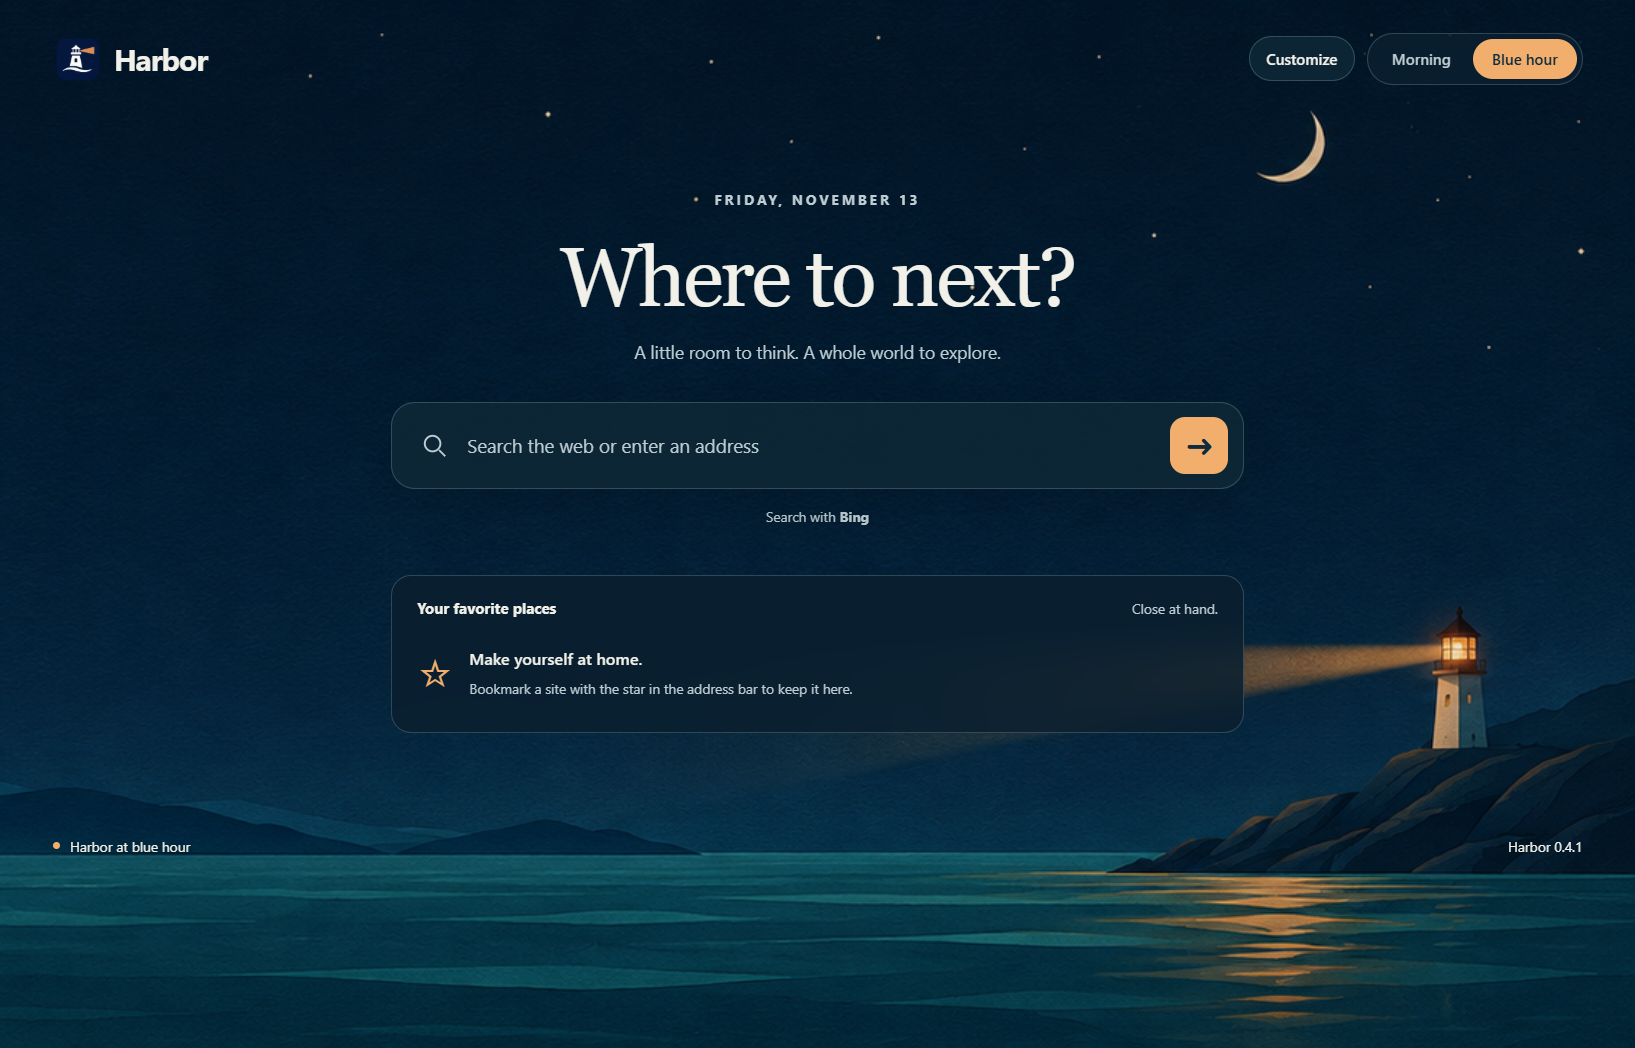 Harbor
Customize
Morning
Blue hour
FRIDAY, NOVEMBER 13
Where to next?
A little room to think. A whole world to explore.
Search the web or enter an address
Search with Bing
Your favorite places
Close at hand.
Make yourself at home.
Bookmark a site with the star in the address bar to keep it here.
Harbor at blue hour
Harbor 0.4.1